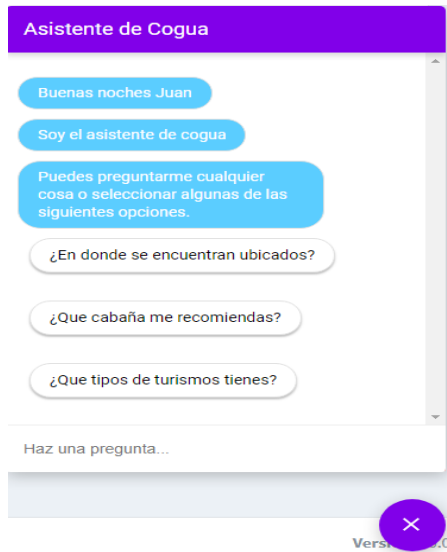 Asistente de Cogua
Buenas noches Juan
Soy el asistente de cogua
Puedes preguntarme cualquier
cosa o seleccionar algunas de las
siguientes opciones.
¿En donde se encuentran ubicados?
¿Que cabaña me recomiendas?
¿Que tipos de turismos tienes?
Haz una pregunta...